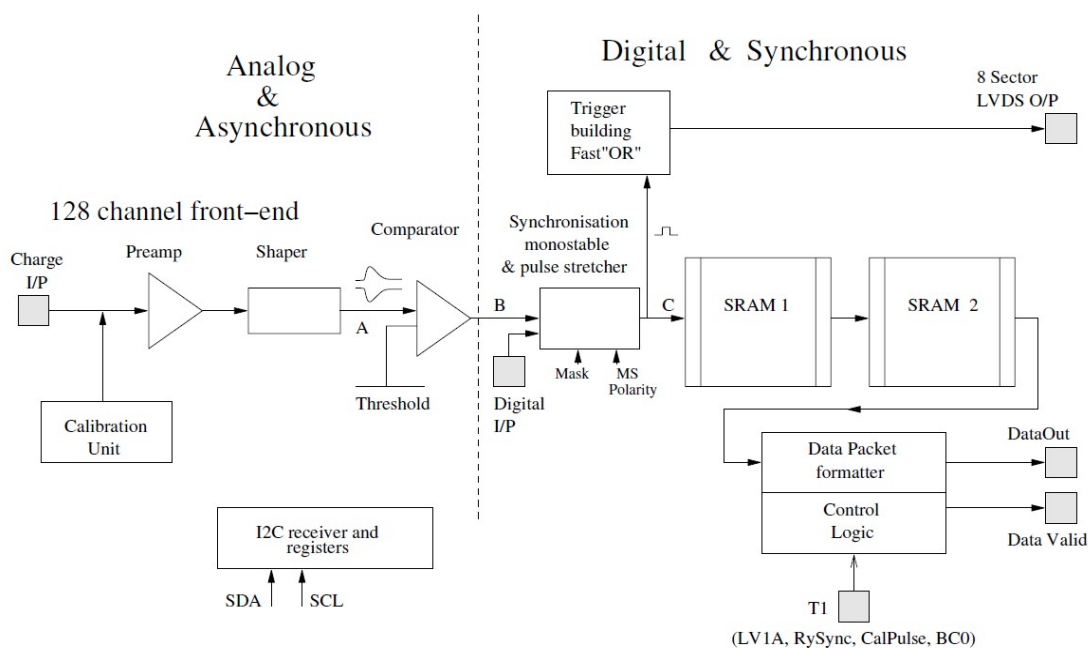 Analog
&
Asynchronous
Digital & Synchronous
8 Sector
LVDS O/P
Trigger
building
Fast"OR"
128 channel front-end
Comparator
Synchronisation
monostable
& pulse stretcher
Charge
I/P
Preamp
Shaper
A
B
C
SRAM 1
SRAM 2
Mask
MS
Polarity
Threshold
Digital
I/P
Calibration
Unit
Data Packet
formatter
DataOut
Control
Logic
Data Valid
I2C receiver and
registers
SDA
SCL
T1
(LV1A, RySync, CalPulse, BC0)